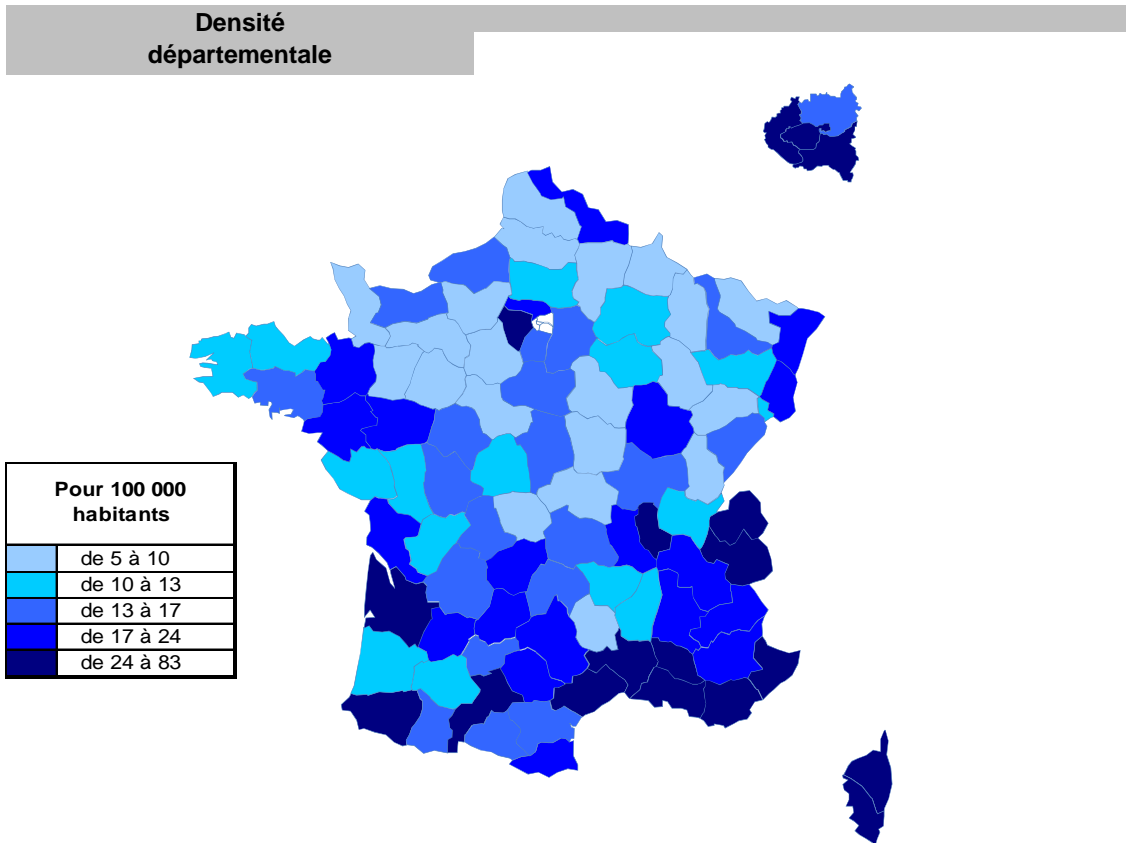 Densité
départementale
Pour 100 000
habitants
de 5 à 10
de 10 à 13
de 13 à 17
de 17 à 24
de 24 à 83